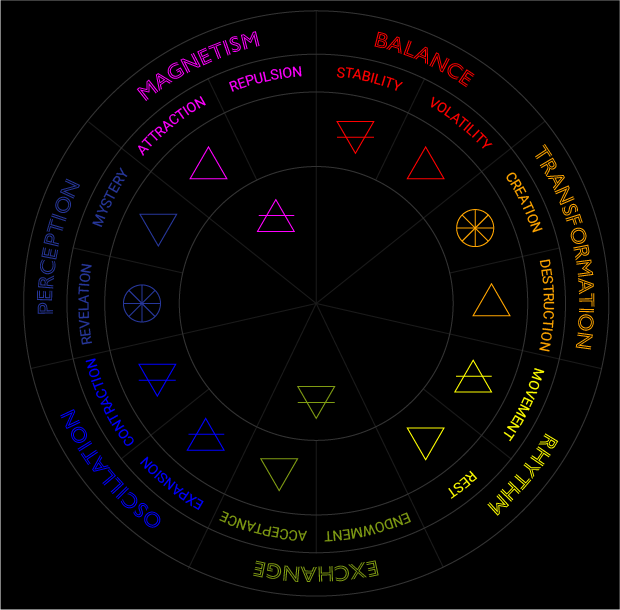 MAGNETISM
BALANCE
REPULSION
STABILITY
ATTRACTION
VOLATILITY
MYSTERY
CREATION
PERCEPTION
TRANSFORMATION
REVELATION
DESTRUCTION
CONTRACTION
MOVEMENT
OSCILLATION
RHYTHM
EXPANSION
REST
ACCEPTANCE
ENDOWMENT
EXCHANGE